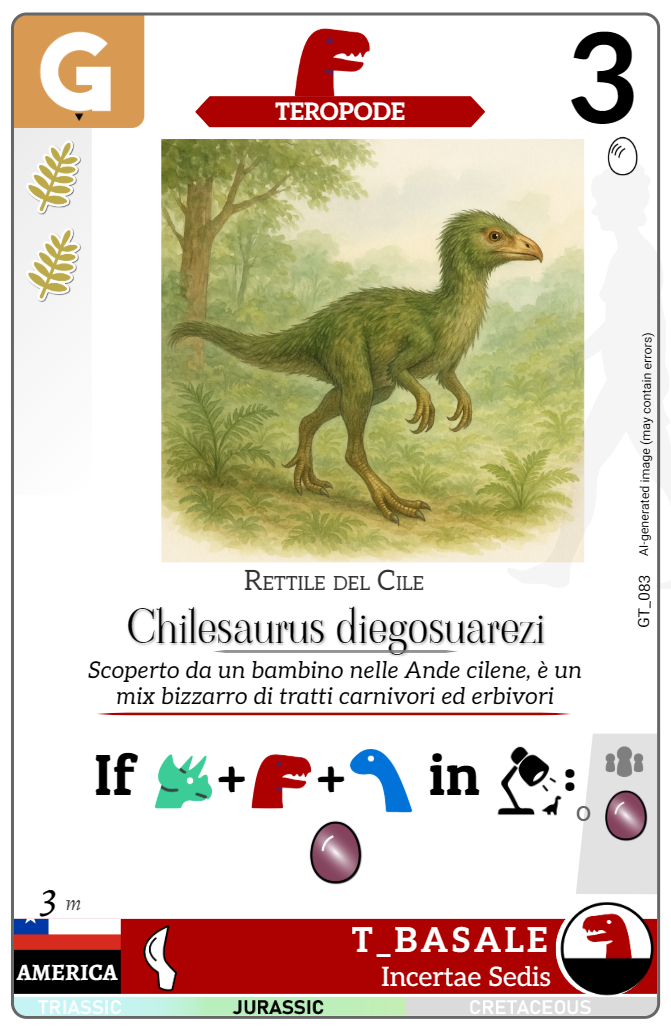 G
TEROPODE
3
AI-generated image (may contain errors)
GT_083
Rettile del Cile
Chilesaurus diegosuarezi
Scoperto da un bambino nelle Ande cilene, è un
mix bizzarro di tratti carnivori ed erbivori
If + + in :
o
3 m
T_BASALE
AMERICA
Incertae Sedis
TRIASSIC JURASSIC CRETACEOUS